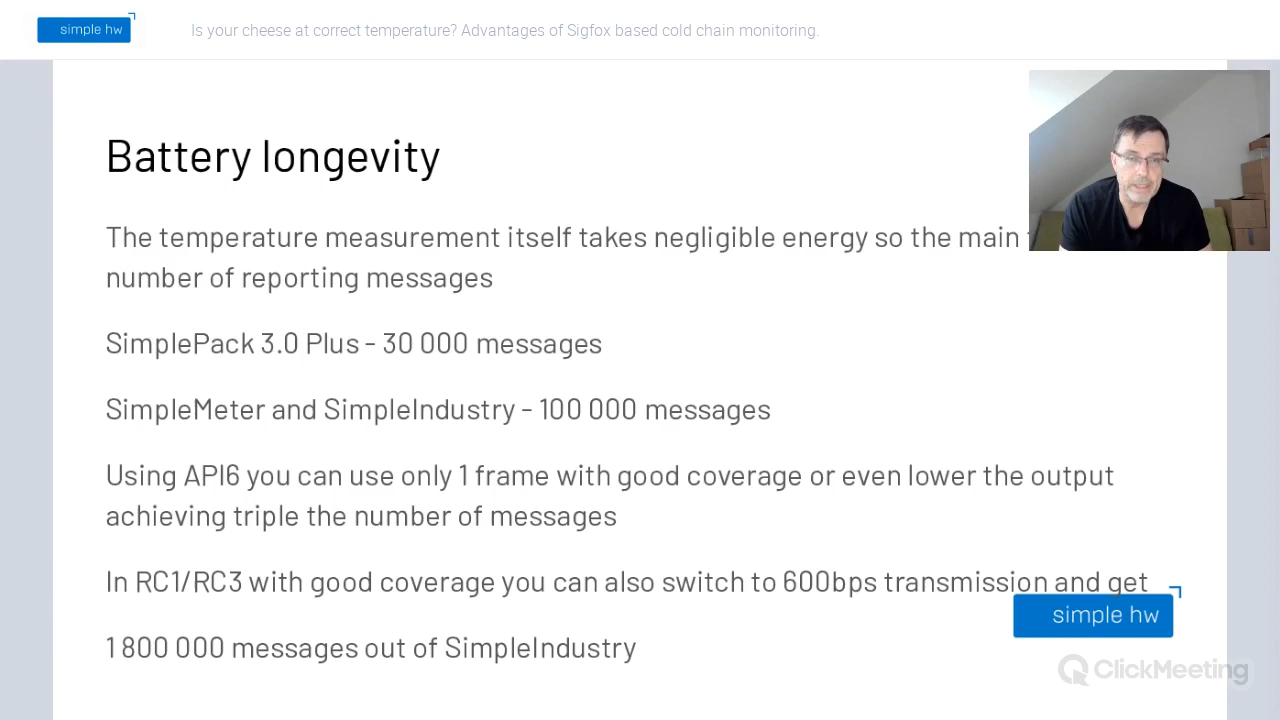 simple hw
Is your cheese at correct temperature? Advantages of Sigfox based cold chain monitoring.
Battery longevity
The temperature measurement itself takes negligible energy so the main
number of reporting messages
SimplePack 3.0 Plus - 30 000 messages
SimpleMeter and SimpleIndustry - 100 000 messages
Using API6 you can use only 1 frame with good coverage or even lower the output
achieving triple the number of messages
In RC1/RC3 with good coverage you can also switch to 600bps transmission and get
simple hw
1 800 000 messages out of SimpleIndustry
ClickMeeting